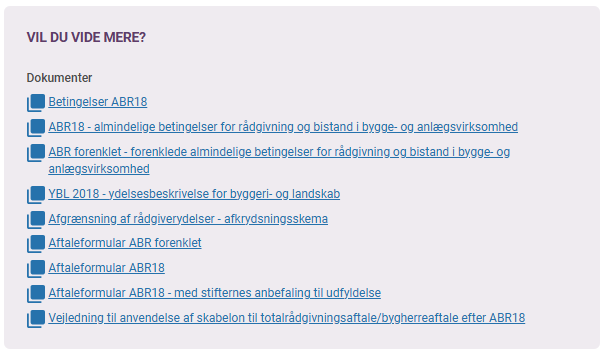 VIL DU VIDE MERE?
Dokumenter
Betingelser ABR18
ABR18 - almindelige betingelser for rådgivning og bistand i bygge- og anlægsvirksomhed
ABR forenklet - forenklede almindelige betingelser for rådgivning og bistand i bygge- og
anlægsvirksomhed
YBL 2018 - ydelsesbeskrivelse for byggeri- og landskab
Afgrænsning af rådgiverydelser - afkrydsningsskema
Aftaleformular ABR forenklet
Aftaleformular ABR18
Aftaleformular ABR18 - med stifternes anbefaling til udfyldelse
Vejledning til anvendelse af skabelon til totalrådgivningsaftale/bygherreaftale efter ABR18